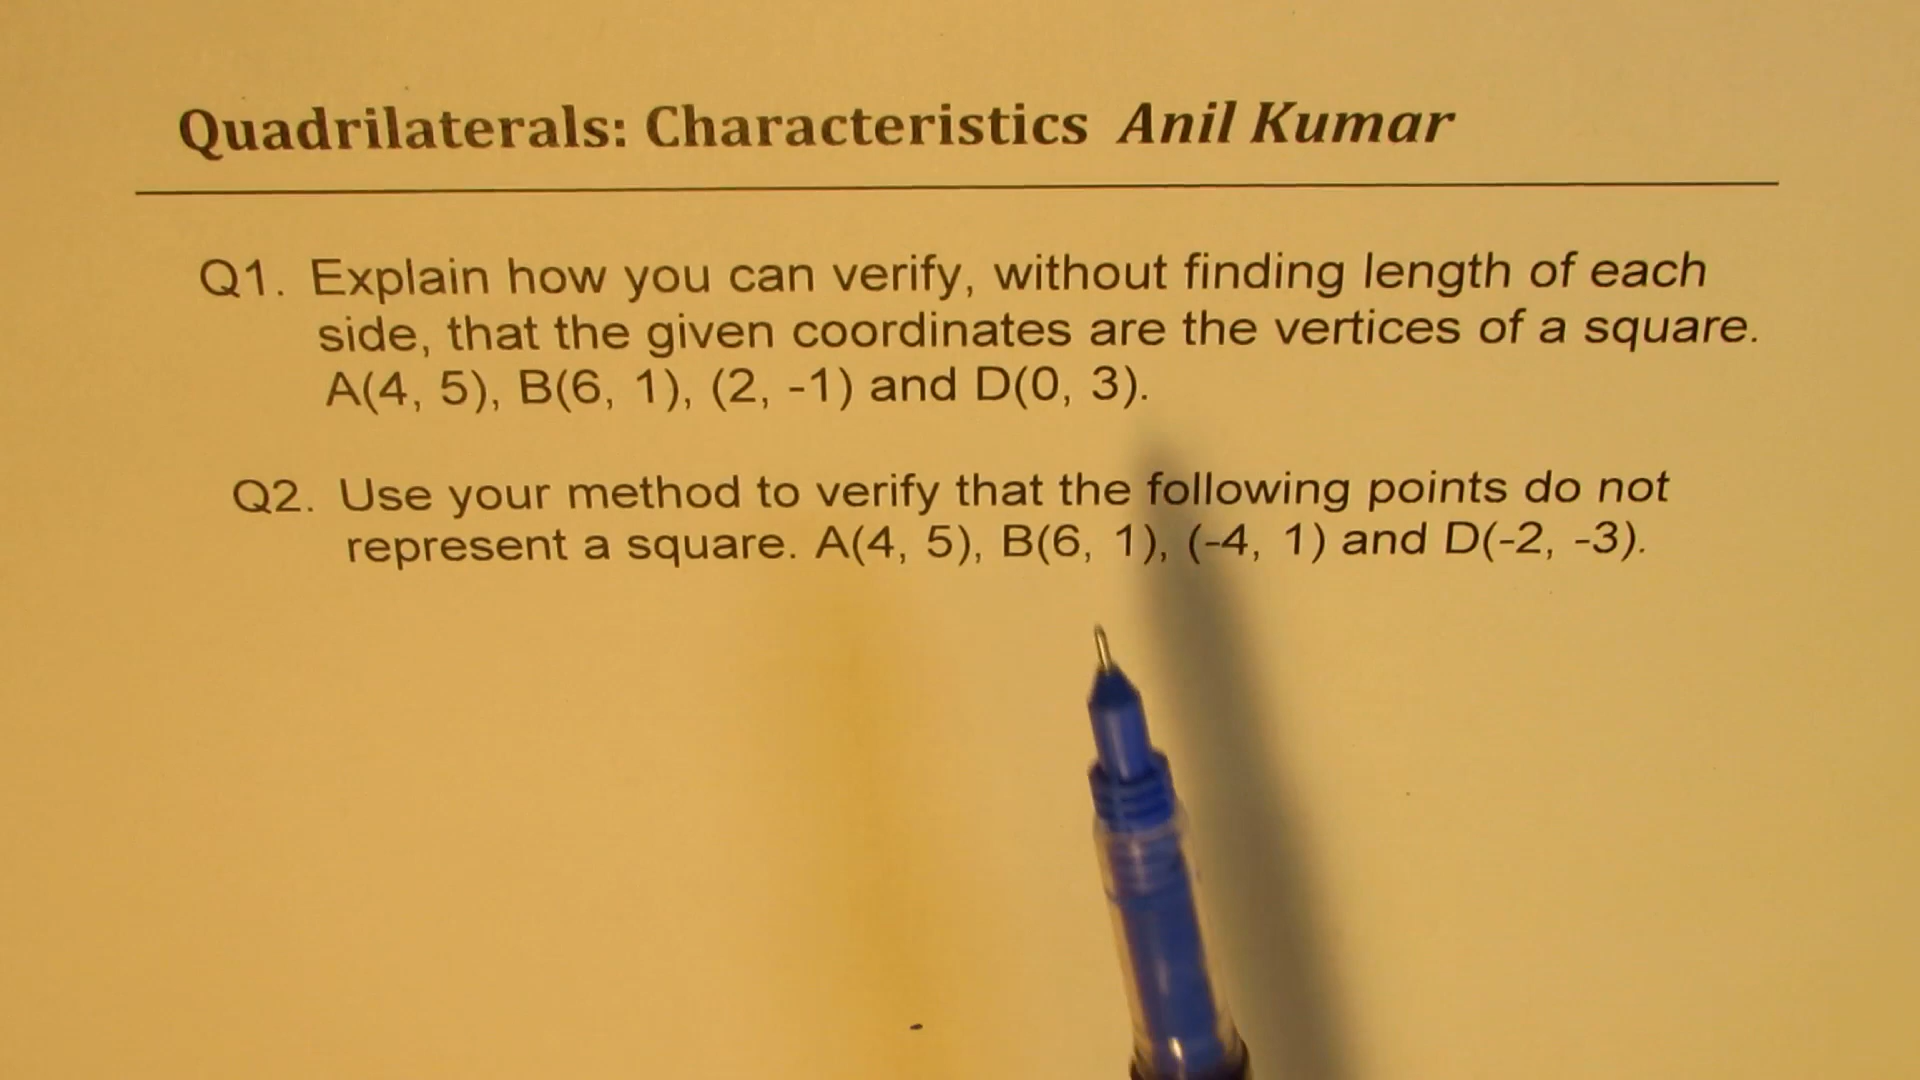 Quadrilaterals: Characteristics Anil Kumar
Q1. Explain how you can verify, without finding length of each
side, that the given coordinates are the vertices of a square.
A(4, 5), B(6, 1), (2, -1) and D(0, 3).
Q2. Use your method to verify that the following points do not
represent a square. A(4, 5), B(6, 1), (-4, 1) and D(-2, -3).